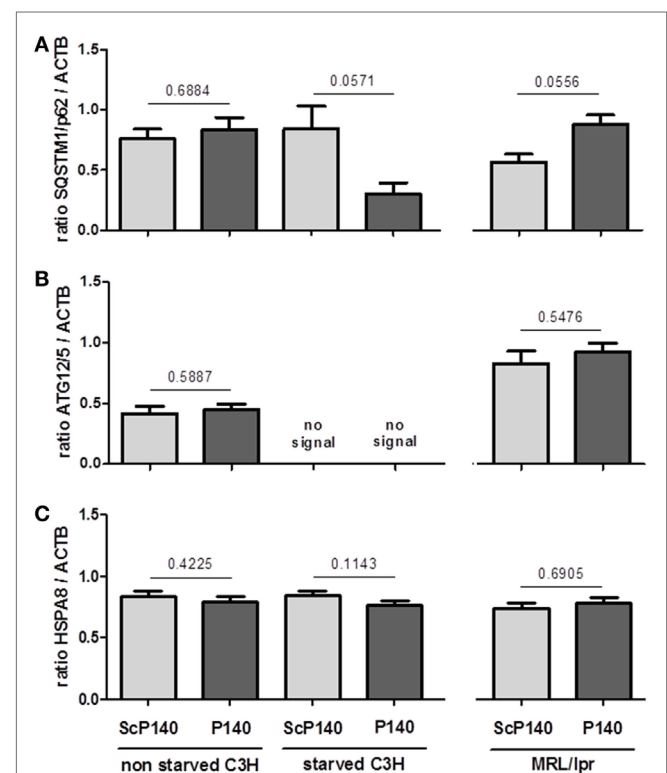 A
ratio SQSTM1/p62 / ACTB
1.5
1.0
0.5
0.0
0.6884
0.0571
0.0556
B
ratio ATG12/5 / ACTB
1.5
1.0
0.5
0.0
0.5887
no signal
no signal
0.5476
C
ratio HSPA8 / ACTB
1.5
1.0
0.5
0.0
0.4225
0.1143
0.6905
ScP140 P140 ScP140 P140 ScP140 P140
non starved C3H starved C3H MRL/lpr